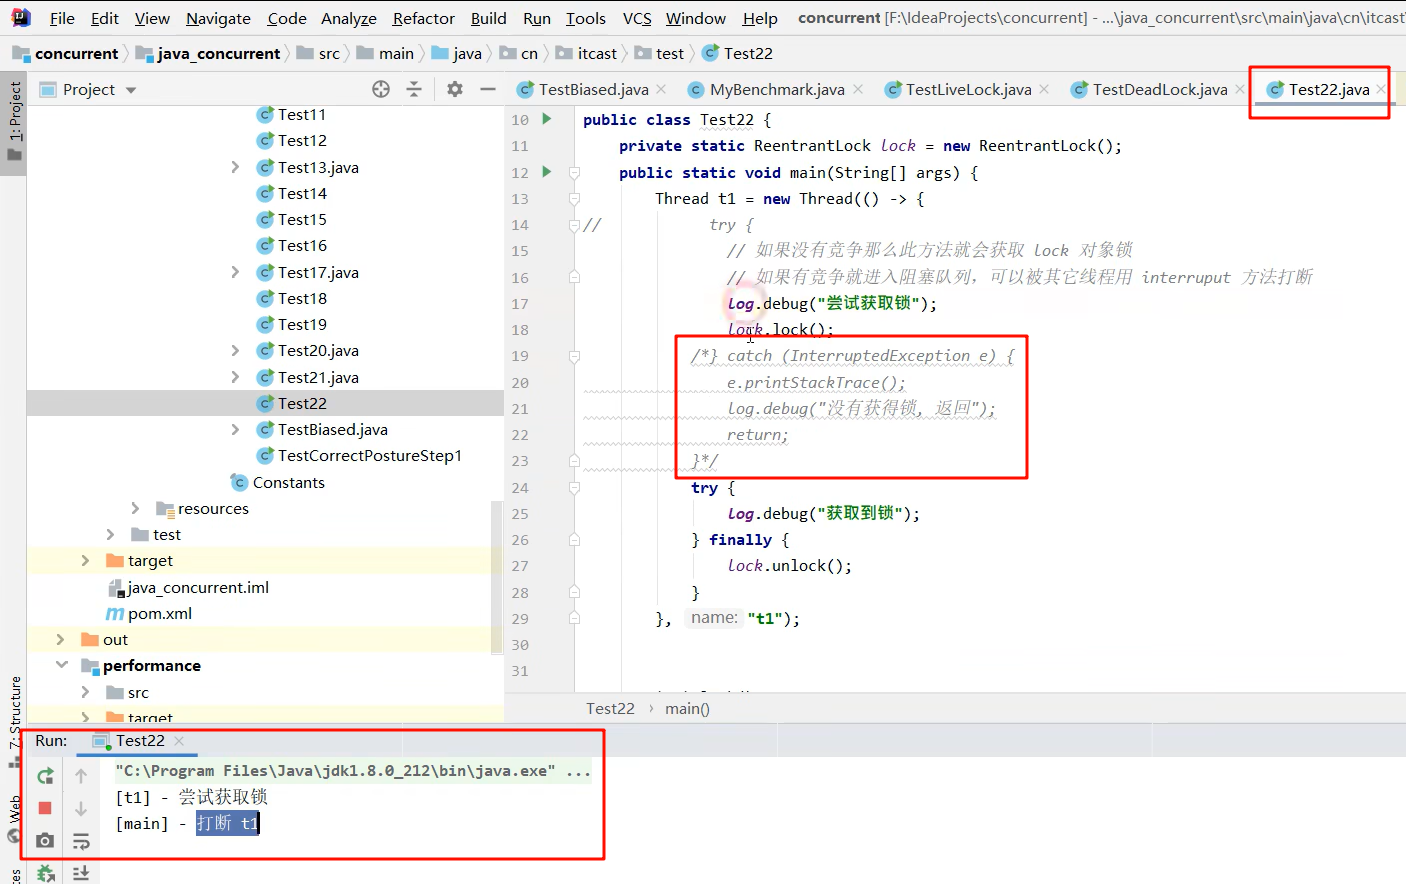 File Edit View Navigate Code Analyze Refactor Build Run Tools VCS Window Help concurrent [F:\IdeaProjects\concurrent] - ...\java_concurrent\src\main\java\cn\itcast\
concurrent java_concurrent src main java cn itcast test Test22
Project TestBiased.java MyBenchmark.java TestLiveLock.java TestDeadLock.java Test22.java
1: Project
Test11
Test12
Test13.java
Test14
Test15
Test16
Test17.java
Test18
Test19
Test20.java
Test21.java
Test22
TestBiased.java
TestCorrectPostureStep1
Constants
resources
test
target
java_concurrent.iml
pom.xml
out
performance
src
target
10 public class Test22 {
11 private static ReentrantLock lock = new ReentrantLock();
12 public static void main(String[] args) {
13 Thread t1 = new Thread(() -> {
14 // try {
15 // 如果没有竞争那么此方法就会获取 lock 对象锁
16 // 如果有竞争就进入阻塞队列，可以被其它线程用 interruput 方法打断
17 log.debug("尝试获取锁");
18 lock.lock();
19 /*} catch (InterruptedException e) {
20 e.printStackTrace();
21 log.debug("没有获得锁, 返回");
22 return;
23 }*/
24 try {
25 log.debug("获取到锁");
26 } finally {
27 lock.unlock();
28 }
29 }, name: "t1");
30
31
Test22 › main()
7: Structure
Web
Run: Test22
"C:\Program Files\Java\jdk1.8.0_212\bin\java.exe" ...
[t1] - 尝试获取锁
[main] - 打断 t1